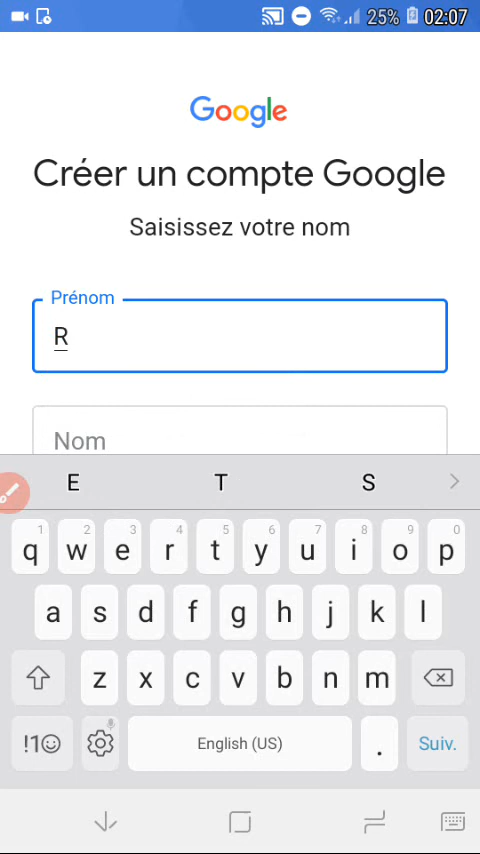 25% 02:07
Google
Créer un compte Google
Saisissez votre nom
Prénom
R
Nom
E T S
1 2 3 4 5 6 7 8 9 0
q w e r t y u i o p
a s d f g h j k l
z x c v b n m
!1☺ English (US) . Suiv.